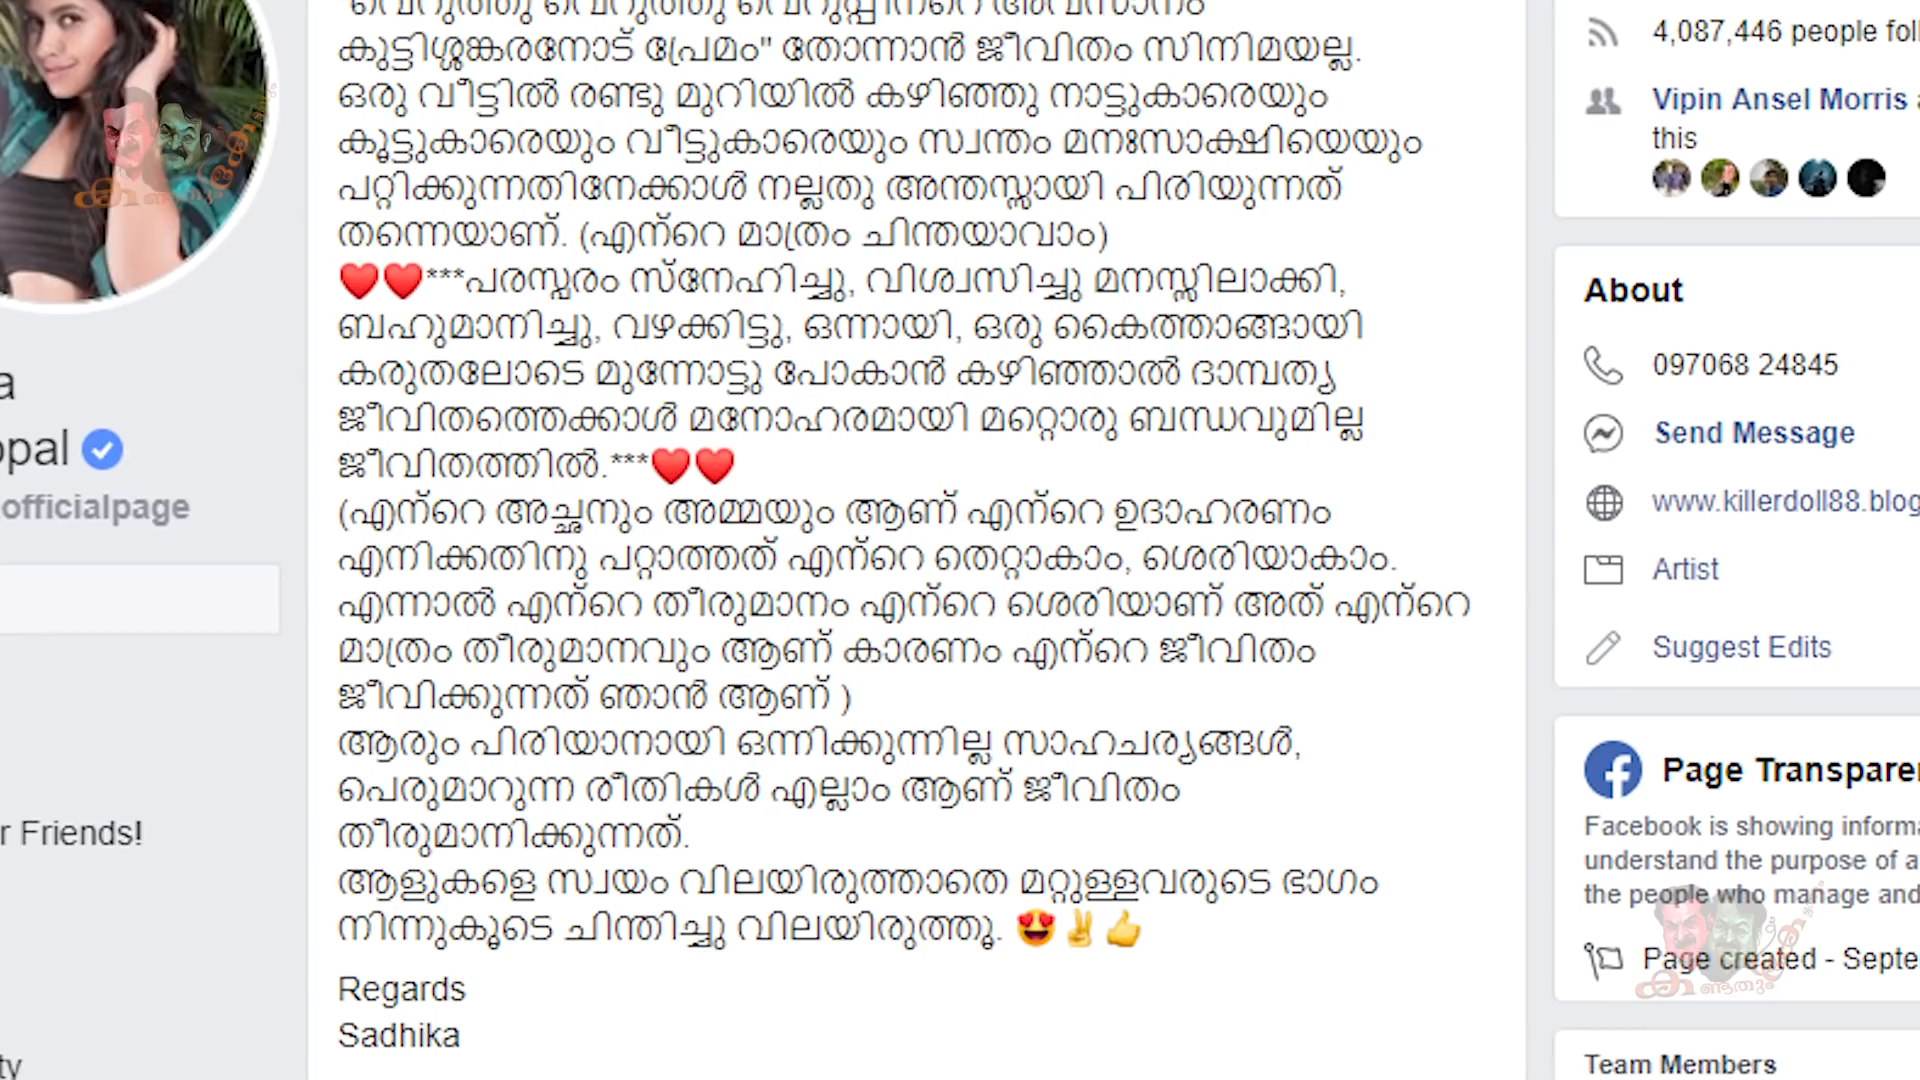 "വെറുത്തു വെറുത്തു വെറുപ്പിന്റെ അവസാനം
കുട്ടിശ്ശങ്കരനോട് പ്രേമം" തോന്നാൻ ജീവിതം സിനിമയല്ല.
ഒരു വീട്ടിൽ രണ്ടു മുറിയിൽ കഴിഞ്ഞു നാട്ടുകാരെയും
കൂട്ടുകാരെയും വീട്ടുകാരെയും സ്വന്തം മനഃസാക്ഷിയെയും
പറ്റിക്കുന്നതിനേക്കാൾ നല്ലതു അന്തസ്സായി പിരിയുന്നത്
തന്നെയാണ്. (എന്റെ മാത്രം ചിന്തയാവാം)
❤️❤️***പരസ്പരം സ്നേഹിച്ചു, വിശ്വസിച്ചു മനസ്സിലാക്കി,
ബഹുമാനിച്ചു, വഴക്കിട്ടു, ഒന്നായി, ഒരു കൈത്താങ്ങായി
കരുതലോടെ മുന്നോട്ടു പോകാൻ കഴിഞ്ഞാൽ ദാമ്പത്യ
ജീവിതത്തെക്കാൾ മനോഹരമായി മറ്റൊരു ബന്ധവുമില്ല
ജീവിതത്തിൽ.***❤️❤️
(എന്റെ അച്ഛനും അമ്മയും ആണ് എന്റെ ഉദാഹരണം
എനിക്കതിനു പറ്റാത്തത് എന്റെ തെറ്റാകാം, ശെരിയാകാം.
എന്നാൽ എന്റെ തീരുമാനം എന്റെ ശെരിയാണ് അത് എന്റെ
മാത്രം തീരുമാനവും ആണ് കാരണം എന്റെ ജീവിതം
ജീവിക്കുന്നത് ഞാൻ ആണ് )
ആരും പിരിയാനായി ഒന്നിക്കുന്നില്ല സാഹചര്യങ്ങൾ,
പെരുമാറുന്ന രീതികൾ എല്ലാം ആണ് ജീവിതം
തീരുമാനിക്കുന്നത്.
ആളുകളെ സ്വയം വിലയിരുത്താതെ മറ്റുള്ളവരുടെ ഭാഗം
നിന്നുകൂടെ ചിന്തിച്ചു വിലയിരുത്തൂ. 😍✌️👍
Regards
Sadhika
a
opal
officialpage
r Friends!
ty
4,087,446 people foll
Vipin Ansel Morris a
this
About
097068 24845
Send Message
www.killerdoll88.blog
Artist
Suggest Edits
Page Transparen
Facebook is showing informa
understand the purpose of a
the people who manage and
Page created - Septe
Team Members